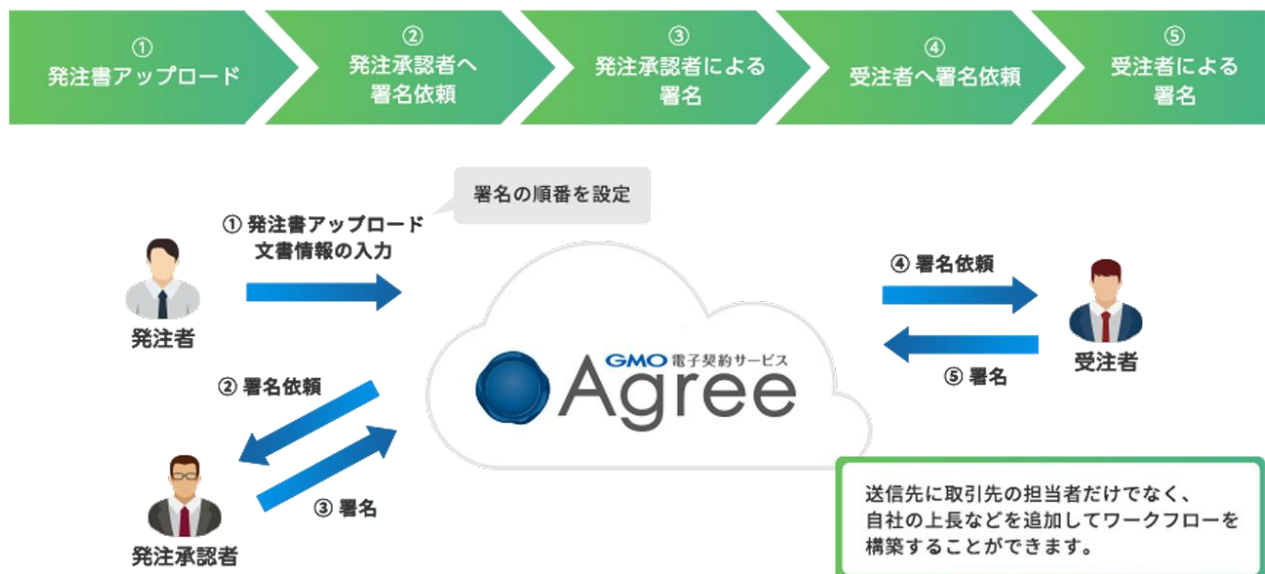 ①
発注書アップロード
②
発注承認者へ
署名依頼
③
発注承認者による
署名
④
受注者へ署名依頼
⑤
受注者による
署名
署名の順番を設定
① 発注書アップロード
文書情報の入力
発注者
② 署名依頼
③ 署名
発注承認者
GMO 電子契約サービス
Agree
④ 署名依頼
⑤ 署名
受注者
送信先に取引先の担当者だけでなく、
自社の上長などを追加してワークフローを
構築することができます。